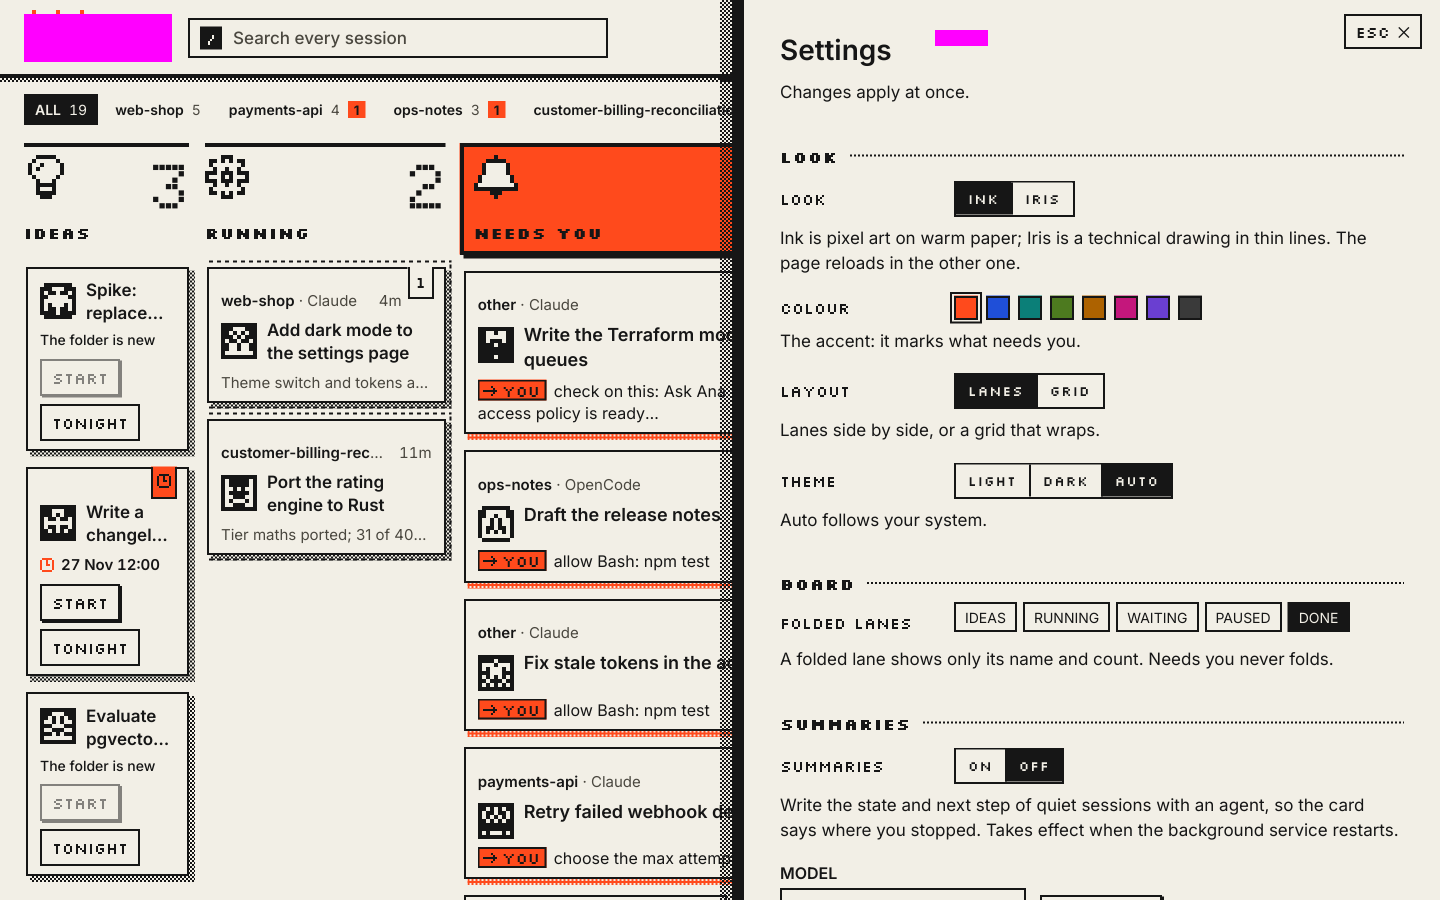 / Search every session
ALL 19 web-shop 5 payments-api 4 1 ops-notes 3 1
3
IDEAS
Spike:
replace...
The folder is new
START
TONIGHT
Write a
changel...
27 Nov 12:00
START
TONIGHT
Evaluate
pgvecto...
The folder is new
START
TONIGHT
2
RUNNING
1
web-shop · Claude 4m
Add dark mode to
the settings page
Theme switch and tokens a...
customer-billing-rec... 11m
Port the rating
engine to Rust
Tier maths ported; 31 of 40...
NEEDS YOU
other · Claude
Write the Terraform
queues
→ YOU check on this: Ask
access policy is ready...
ops-notes · OpenCode
Draft the release notes
→ YOU allow Bash: npm test
other · Claude
Fix stale tokens in the
→ YOU allow Bash: npm test
payments-api · Claude
Retry failed webhook
→ YOU choose the max
Settings
ESC ×
Changes apply at once.
LOOK
LOOK INK IRIS
Ink is pixel art on warm paper; Iris is a technical drawing in thin lines. The
page reloads in the other one.
COLOUR
The accent: it marks what needs you.
LAYOUT LANES GRID
Lanes side by side, or a grid that wraps.
THEME LIGHT DARK AUTO
Auto follows your system.
BOARD
FOLDED LANES IDEAS RUNNING WAITING PAUSED DONE
A folded lane shows only its name and count. Needs you never folds.
SUMMARIES
SUMMARIES ON OFF
Write the state and next step of quiet sessions with an agent, so the card
says where you stopped. Takes effect when the background service restarts.
MODEL